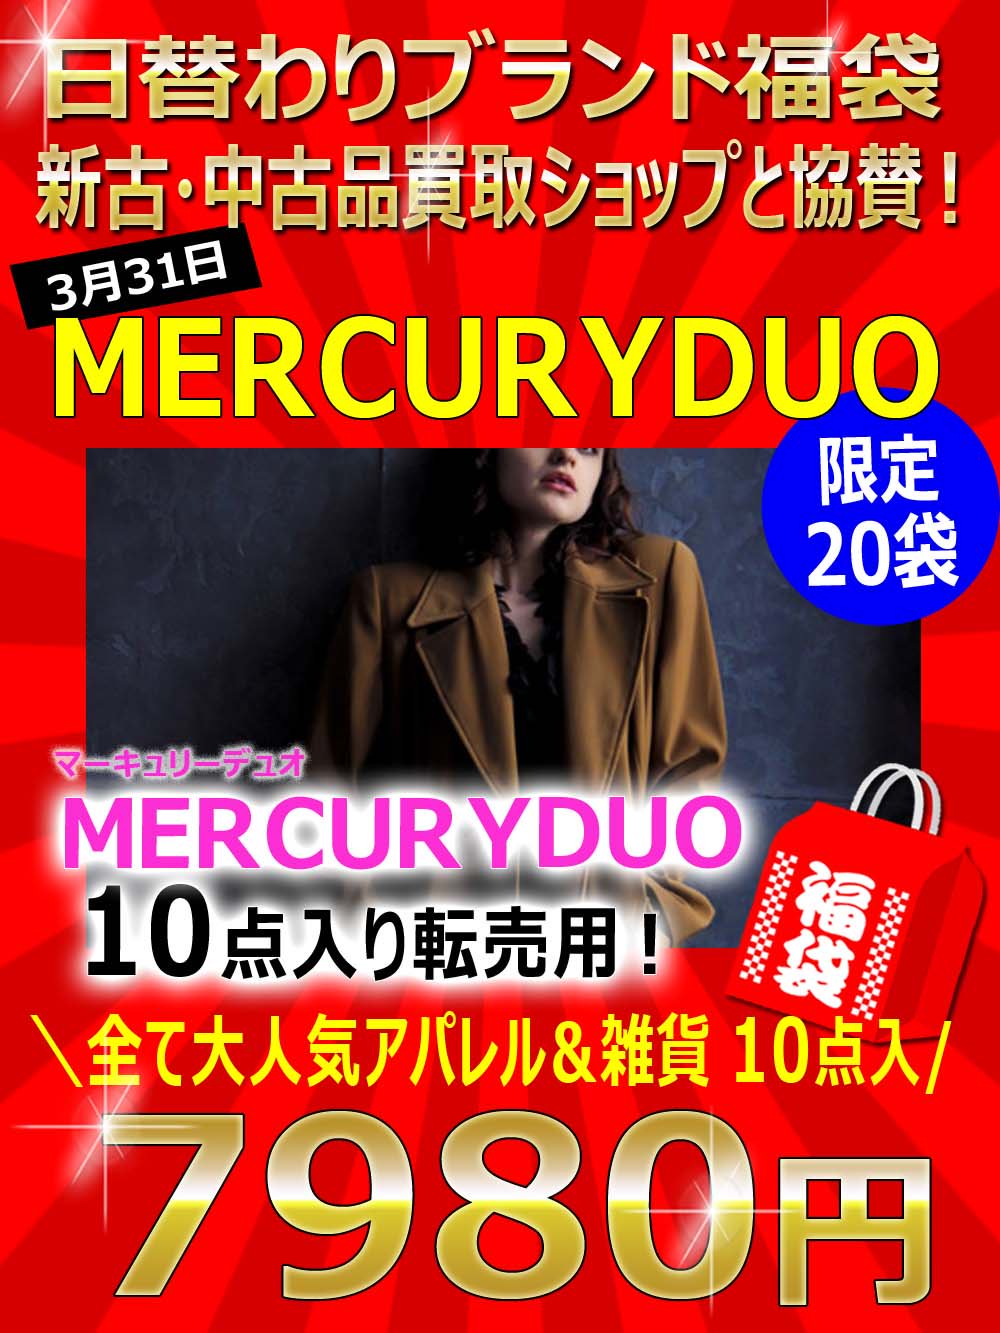 日替わりブランド福袋
新古・中古品買取ショップと協賛！
3月31日
MERCURYDUO
限定
20袋
マーキュリーデュオ
MERCURYDUO
10点入り転売用！
福袋
\全て大人気アパレル＆雑貨 10点入/
7980円